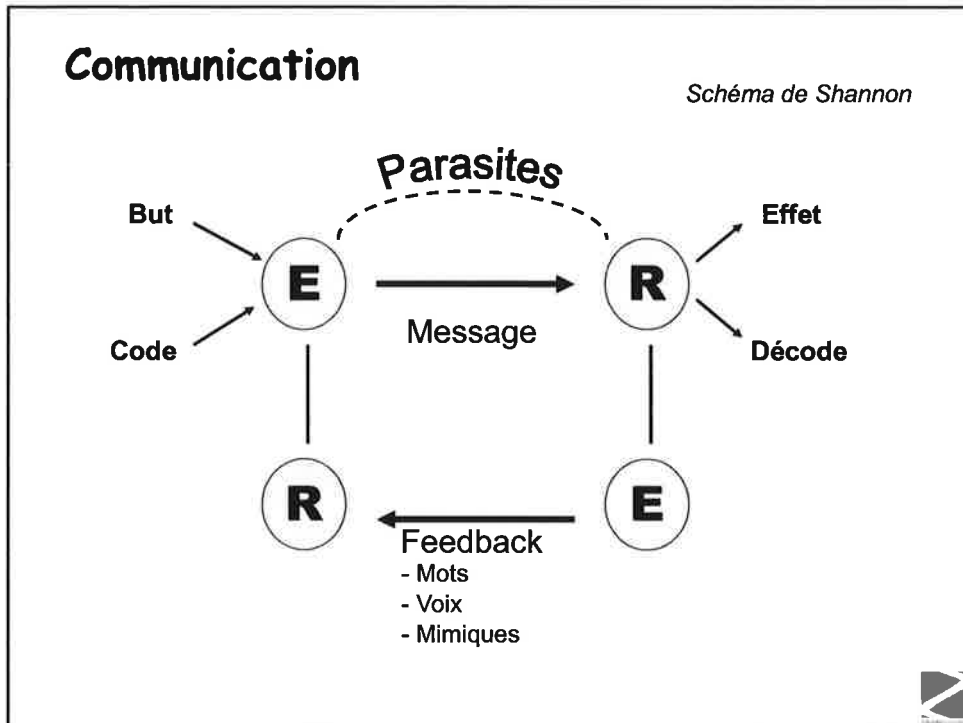 Communication
Schéma de Shannon
Parasites
But
E
R
Effet
Message
Code
Décode
R
E
Feedback
- Mots
- Voix
- Mimiques